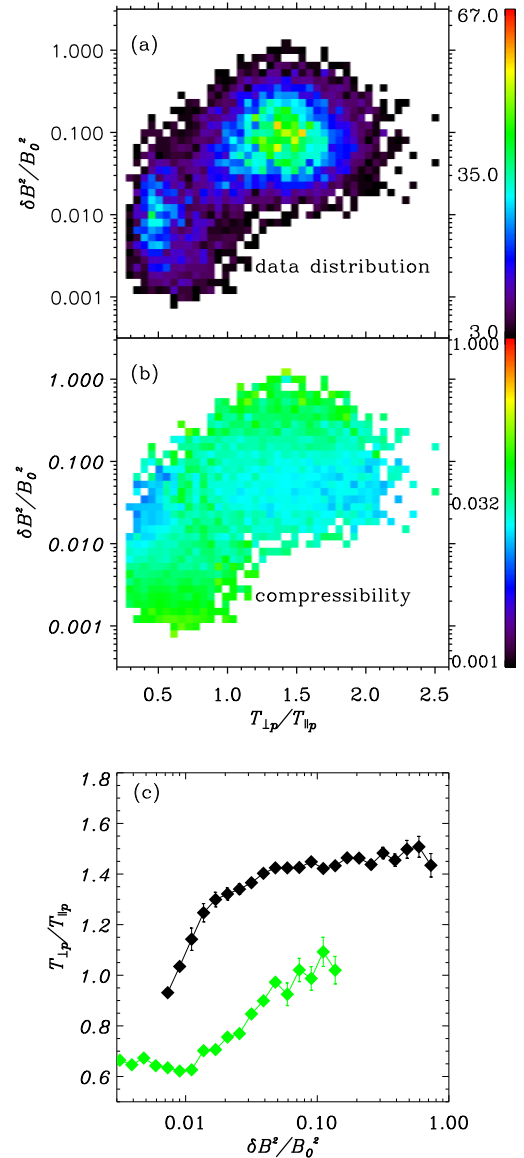 (a)
67.0
1.000
0.100
0.010
0.001
35.0
3.0
δB²/B₀²
data distribution
(b)
1.000
1.000
0.100
0.010
0.001
0.032
0.001
δB²/B₀²
compressibility
0.5 1.0 1.5 2.0 2.5
T⊥p/T∥p
(c)
1.8
1.6
1.4
1.2
1.0
0.8
0.6
T⊥p/T∥p
0.01 0.10 1.00
δB²/B₀²